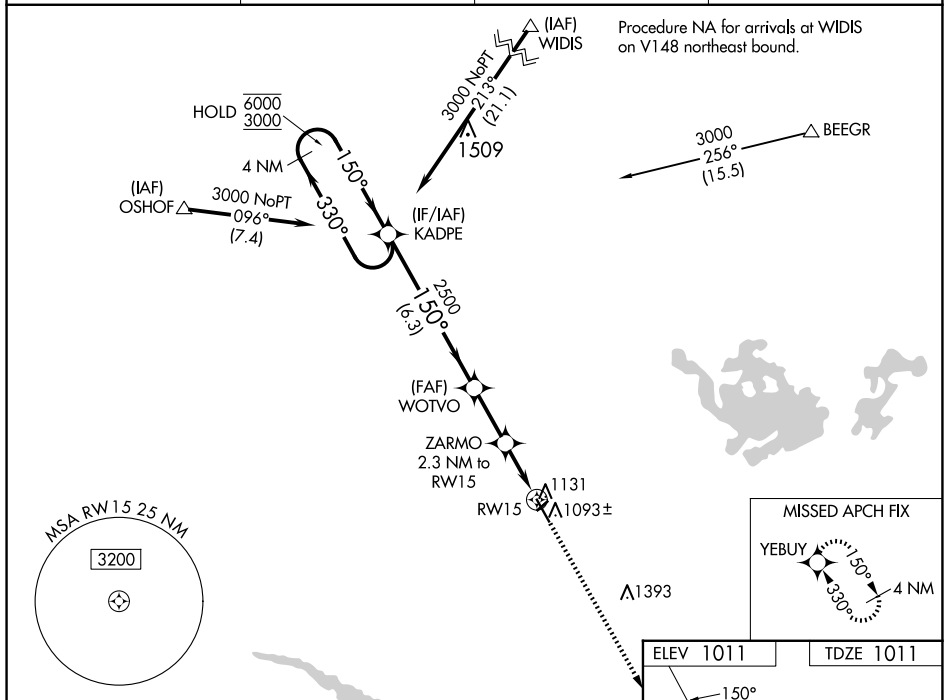 (IAF)
WIDIS
Procedure NA for arrivals at WIDIS
on V148 northeast bound.
3000 NoPT
213°
(21.1)
1509
HOLD 6000
3000
4 NM
150°
330°
3000
256°
(15.5)
BEEGR
(IAF)
OSHOF
3000 NoPT
096°
(7.4)
(IF/IAF)
KADPE
2500
150°
(6.3)
(FAF)
WOTVO
ZARMO
2.3 NM to
RW15
RW15
1131
1093±
MSA RW15 25 NM
3200
1393
MISSED APCH FIX
YEBUY
150°
330°
4 NM
ELEV 1011
TDZE 1011
150°